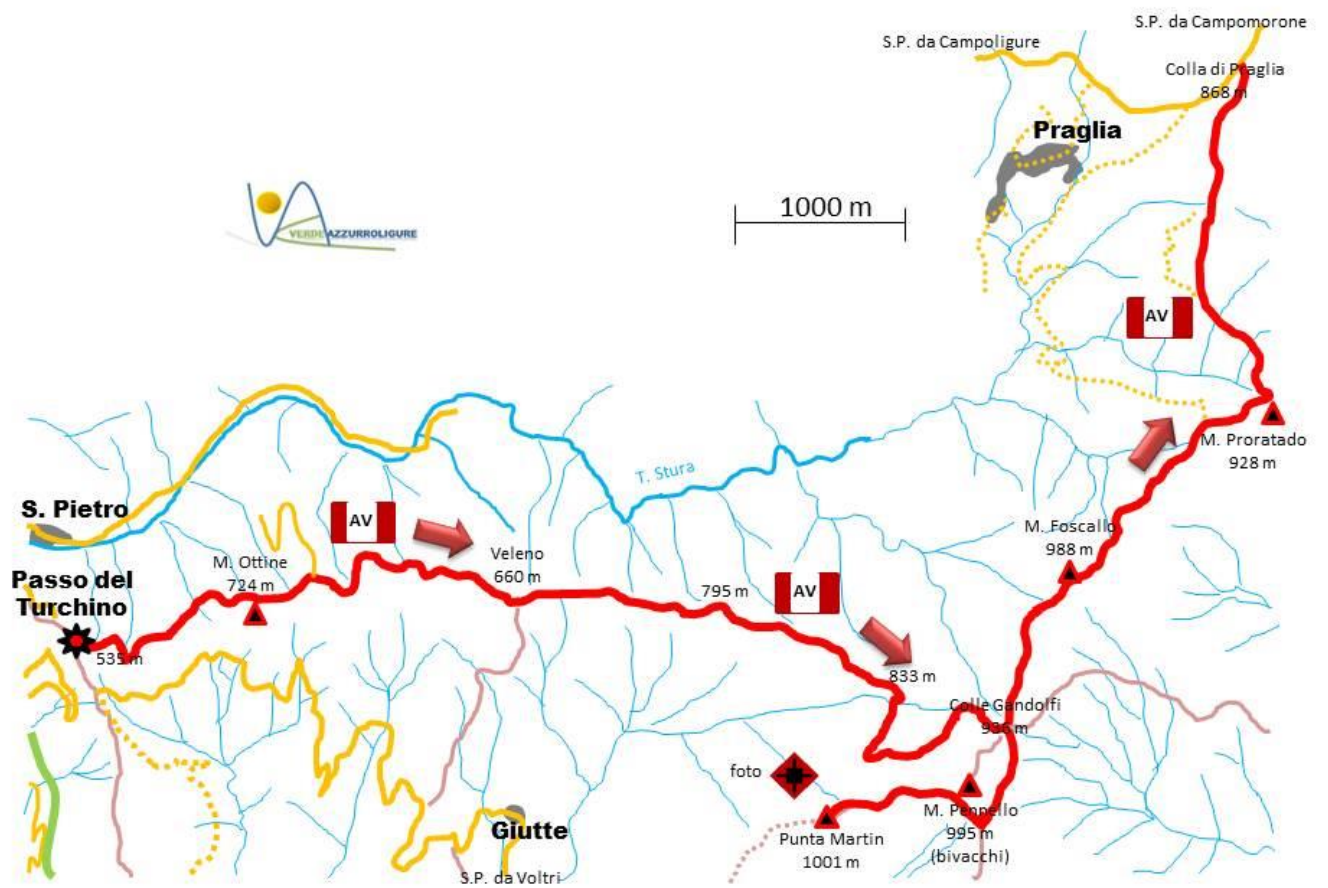 S.P. da Campomorone
S.P. da Campoligure
Colla di Praglia
868 m
Praglia
1000 m
VERDEAZZURROLIGURE
AV
M. Proratado
928 m
T. Stura
S. Pietro
AV
M. Ottine
724 m
Veleno
660 m
M. Foscallo
988 m
Passo del
Turchino
535 m
795 m
AV
833 m
Colle Gandolfi
936 m
foto
Giutte
S.P. da Voltri
Punta Martin
1001 m
M. Penpello
995 m
(bivacchi)